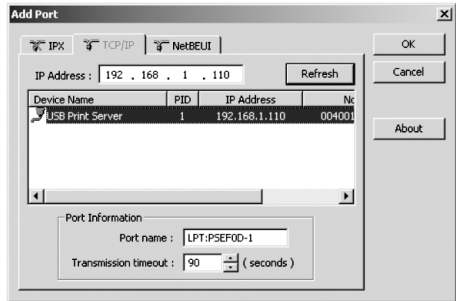 Add Port
IPX TCP/IP NetBEUI
OK
IP Address : 192 . 168 . 1 . 110 Refresh
Cancel
Device Name PID IP Address Nc
USB Print Server 1 192.168.1.110 004001
About
Port Information
Port name : LPT:PSEF0D-1
Transmission timeout : 90 ( seconds )